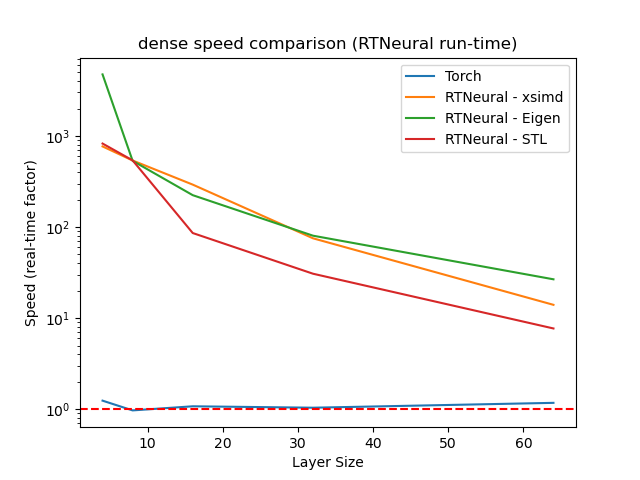 dense speed comparison (RTNeural run-time)
Torch
RTNeural - xsimd
RTNeural - Eigen
RTNeural - STL
Speed (real-time factor)
10³
10²
10¹
10⁰
10 20 30 40 50 60
Layer Size